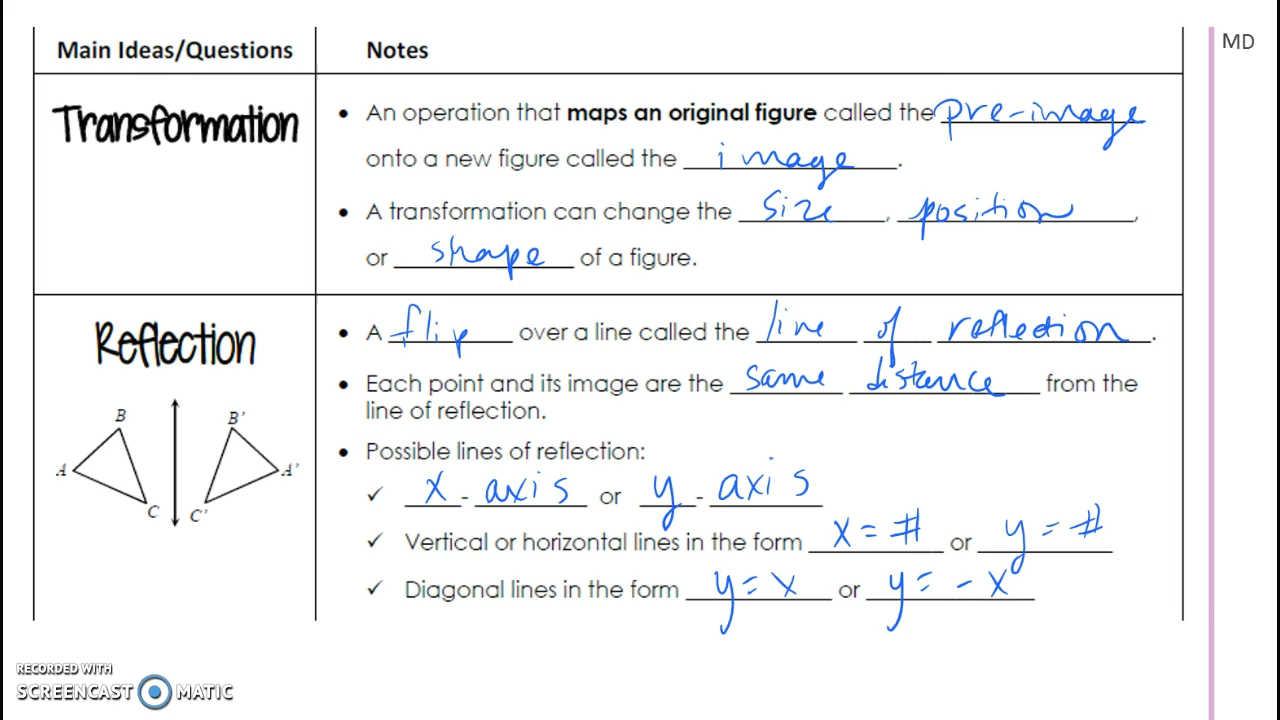 MD
Main Ideas/Questions Notes
Transformation
• An operation that maps an original figure called the pre-image
onto a new figure called the image.
• A transformation can change the size, position,
or shape of a figure.
Reflection
• A flip over a line called the line of reflection.
• Each point and its image are the same distance from the
line of reflection.
• Possible lines of reflection:
✓ x - axis or y - axis
✓ Vertical or horizontal lines in the form x = # or y = #
✓ Diagonal lines in the form y = x or y = - x
B B'
A A'
C C'
RECORDED WITH
SCREENCAST MATIC